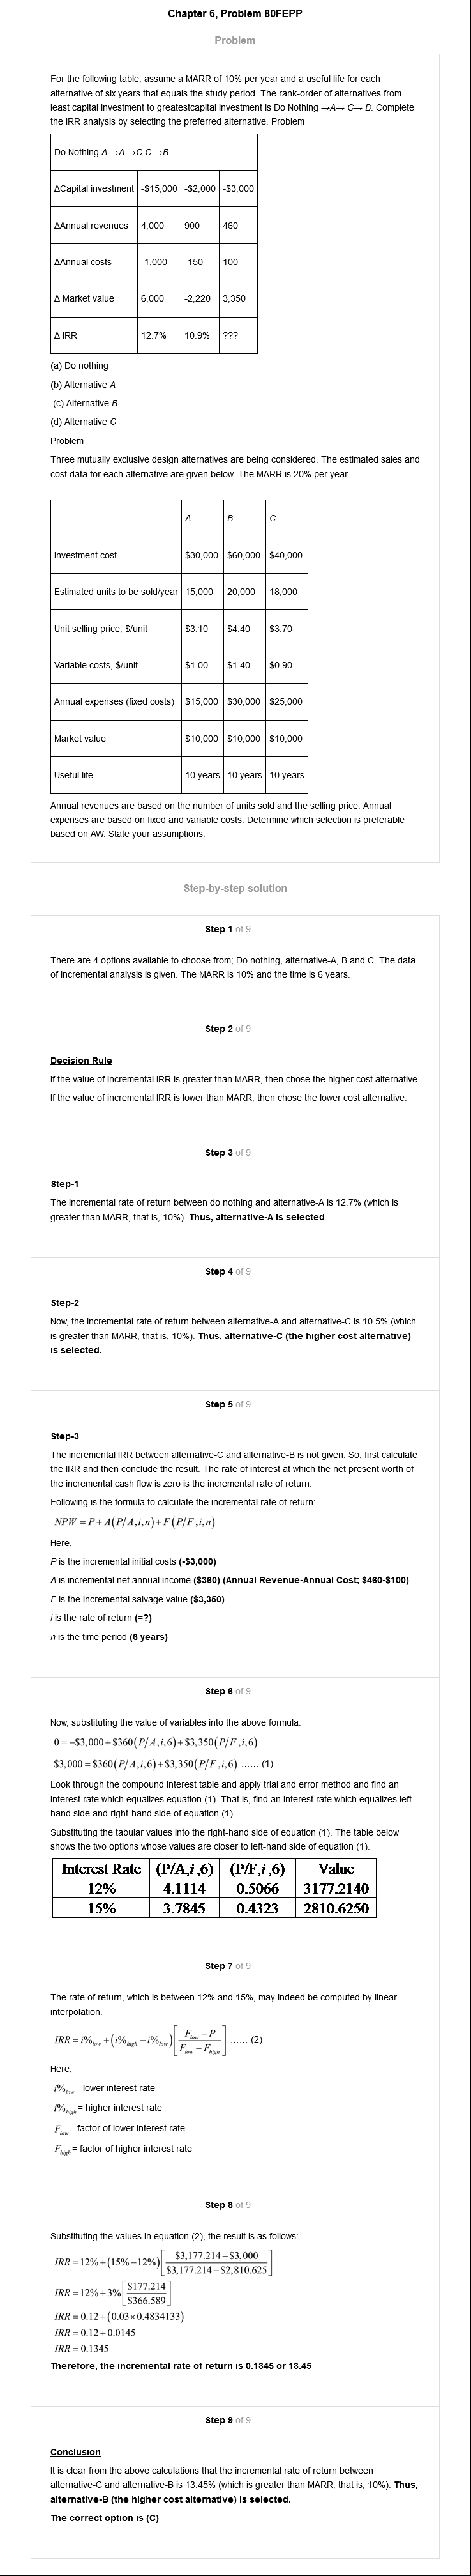 Chapter 6, Problem 80FEPP
Problem
For the following table, assume a MARR of 10% per year and a useful life for each
alternative of six years that equals the study period. The rank-order of alternatives from
least capital investment to greatestcapital investment is Do Nothing →A→ C→ B. Complete
the IRR analysis by selecting the preferred alternative. Problem
Do Nothing A →A →C C →B
ΔCapital investment -$15,000 -$2,000 -$3,000
ΔAnnual revenues 4,000 900 460
ΔAnnual costs -1,000 -150 100
Δ Market value 6,000 -2,220 3,350
Δ IRR 12.7% 10.9% ???
(a) Do nothing
(b) Alternative A
(c) Alternative B
(d) Alternative C
Problem
Three mutually exclusive design alternatives are being considered. The estimated sales and
cost data for each alternative are given below. The MARR is 20% per year.
A B C
Investment cost $30,000 $60,000 $40,000
Estimated units to be sold/year 15,000 20,000 18,000
Unit selling price, $/unit $3.10 $4.40 $3.70
Variable costs, $/unit $1.00 $1.40 $0.90
Annual expenses (fixed costs) $15,000 $30,000 $25,000
Market value $10,000 $10,000 $10,000
Useful life 10 years 10 years 10 years
Annual revenues are based on the number of units sold and the selling price. Annual
expenses are based on fixed and variable costs. Determine which selection is preferable
based on AW. State your assumptions.
Step-by-step solution
Step 1 of 9
There are 4 options available to choose from; Do nothing, alternative-A, B and C. The data
of incremental analysis is given. The MARR is 10% and the time is 6 years.
Step 2 of 9
Decision Rule
If the value of incremental IRR is greater than MARR, then chose the higher cost alternative.
If the value of incremental IRR is lower than MARR, then chose the lower cost alternative.
Step 3 of 9
Step-1
The incremental rate of return between do nothing and alternative-A is 12.7% (which is
greater than MARR, that is, 10%). Thus, alternative-A is selected.
Step 4 of 9
Step-2
Now, the incremental rate of return between alternative-A and alternative-C is 10.5% (which
is greater than MARR, that is, 10%). Thus, alternative-C (the higher cost alternative)
is selected.
Step 5 of 9
Step-3
The incremental IRR between alternative-C and alternative-B is not given. So, first calculate
the IRR and then conclude the result. The rate of interest at which the net present worth of
the incremental cash flow is zero is the incremental rate of return.
Following is the formula to calculate the incremental rate of return:
NPW = P + A(P/A,i,n) + F(P/F,i,n)
Here,
P is the incremental initial costs (-$3,000)
A is incremental net annual income ($360) (Annual Revenue-Annual Cost; $460-$100)
F is the incremental salvage value ($3,350)
i is the rate of return (=?)
n is the time period (6 years)
Step 6 of 9
Now, substituting the value of variables into the above formula:
0 = -$3,000 + $360(P/A,i,6) + $3,350(P/F,i,6)
$3,000 = $360(P/A,i,6) + $3,350(P/F,i,6) ...... (1)
Look through the compound interest table and apply trial and error method and find an
interest rate which equalizes equation (1). That is, find an interest rate which equalizes left-
hand side and right-hand side of equation (1).
Substituting the tabular values into the right-hand side of equation (1). The table below
shows the two options whose values are closer to left-hand side of equation (1).
Interest Rate (P/A,i ,6) (P/F,i ,6) Value
12% 4.1114 0.5066 3177.2140
15% 3.7845 0.4323 2810.6250
Step 7 of 9
The rate of return, which is between 12% and 15%, may indeed be computed by linear
interpolation.
IRR = i%low + (i%high − i%low)[Flow − P / Flow − Fhigh] ...... (2)
Here,
i%low = lower interest rate
i%high = higher interest rate
Flow = factor of lower interest rate
Fhigh = factor of higher interest rate
Step 8 of 9
Substituting the values in equation (2), the result is as follows:
IRR = 12% + (15% − 12%)[$3,177.214 − $3,000 / $3,177.214 − $2,810.625]
IRR = 12% + 3%[$177.214 / $366.589]
IRR = 0.12 + (0.03×0.4834133)
IRR = 0.12 + 0.0145
IRR = 0.1345
Therefore, the incremental rate of return is 0.1345 or 13.45
Step 9 of 9
Conclusion
It is clear from the above calculations that the incremental rate of return between
alternative-C and alternative-B is 13.45% (which is greater than MARR, that is, 10%). Thus,
alternative-B (the higher cost alternative) is selected.
The correct option is (C)